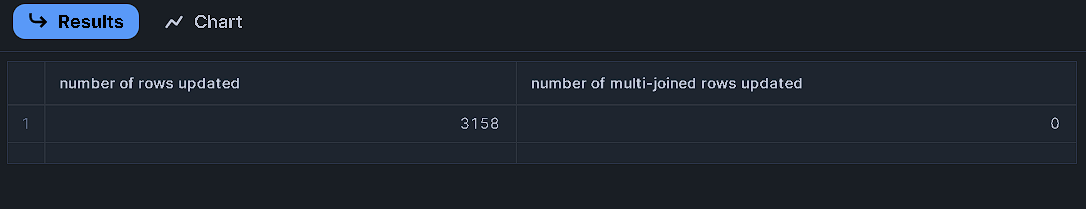 Results Chart
number of rows updated number of multi-joined rows updated
1 3158 0